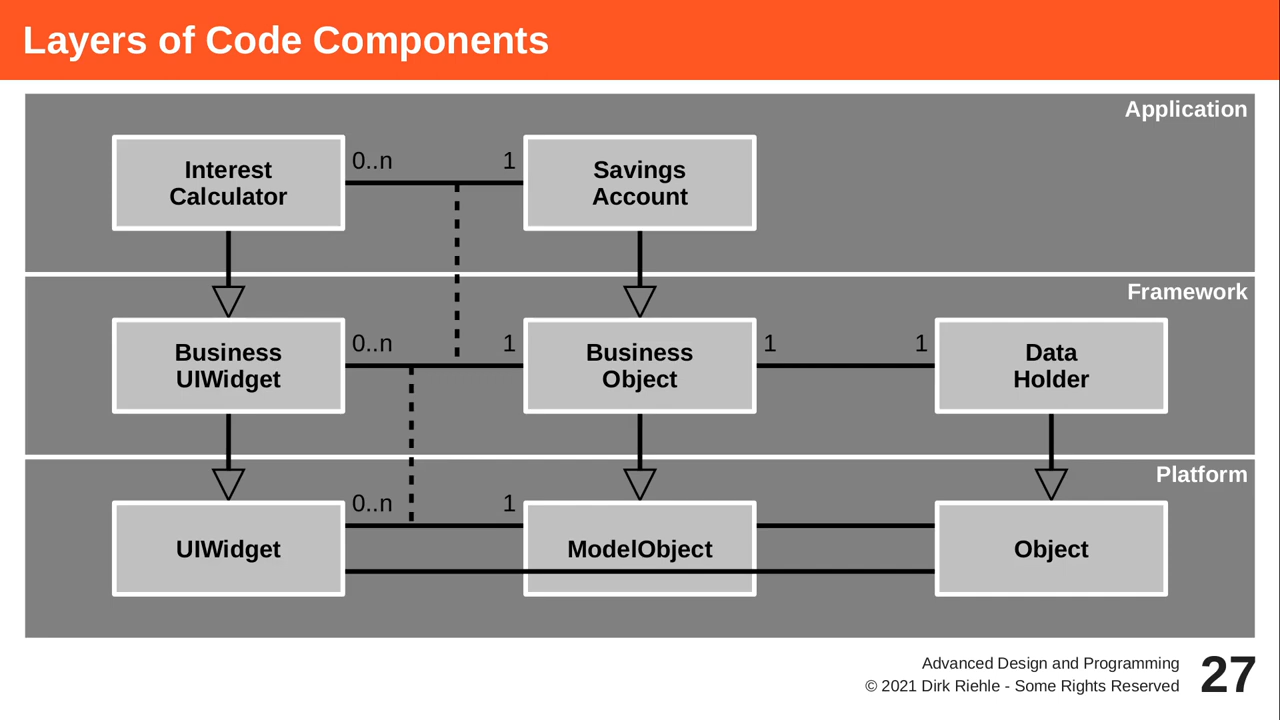 Layers of Code Components
Application
Interest
Calculator
0..n
1
Savings
Account
Framework
Business
UIWidget
0..n
1
Business
Object
1
1
Data
Holder
Platform
UIWidget
0..n
1
ModelObject
Object
Advanced Design and Programming
© 2021 Dirk Riehle - Some Rights Reserved
27